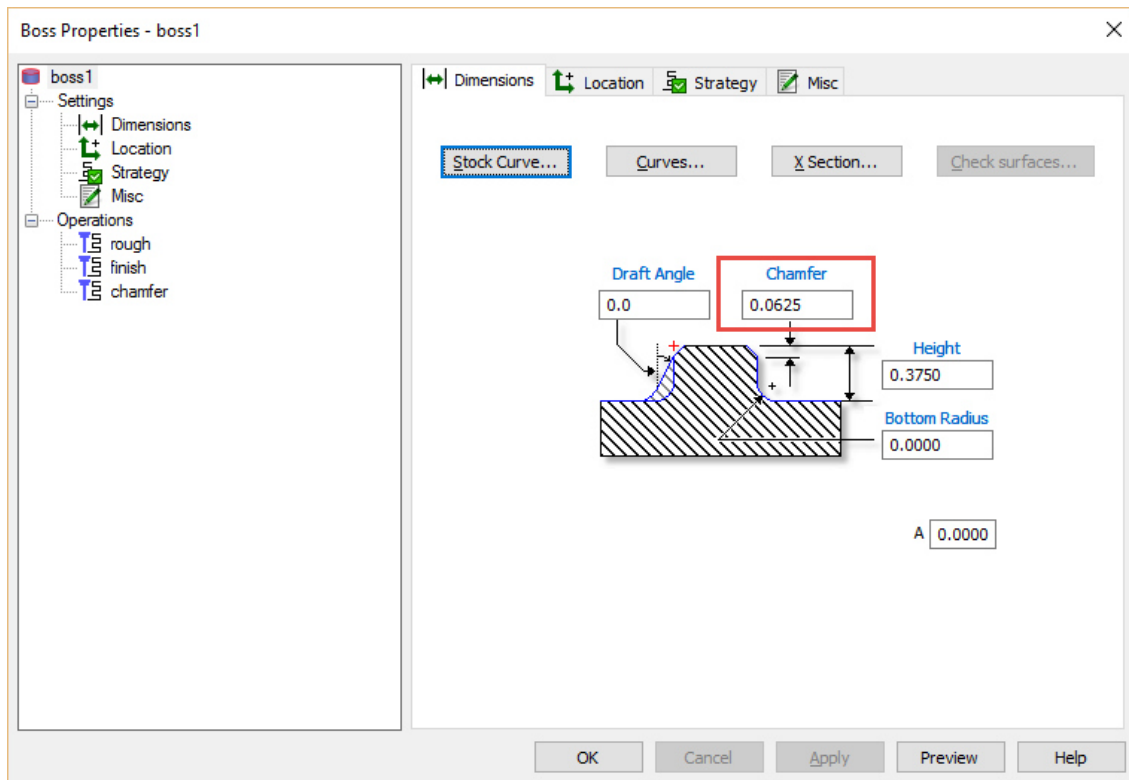 Boss Properties - boss1
boss1
Settings
Dimensions
Location
Strategy
Misc
Operations
rough
finish
chamfer
Dimensions Location Strategy Misc
Stock Curve... Curves... X Section... Check surfaces...
Draft Angle Chamfer
0.0 0.0625
Height
0.3750
Bottom Radius
0.0000
A 0.0000
OK Cancel Apply Preview Help